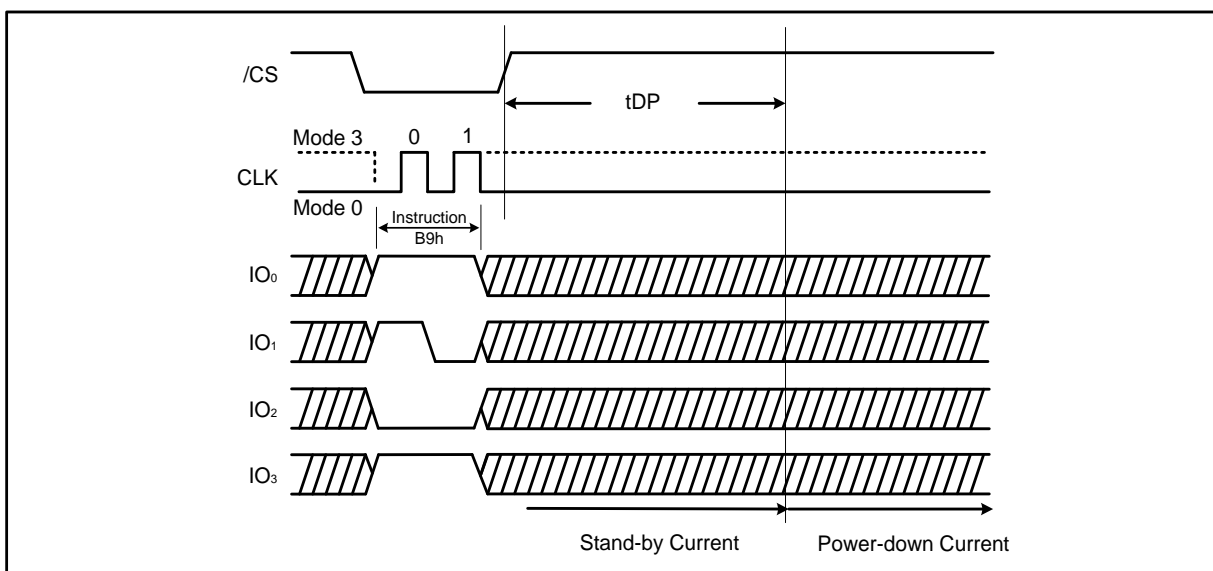 /CS
tDP
Mode 3 0 1
CLK
Mode 0
Instruction
B9h
IO₀
IO₁
IO₂
IO₃
Stand-by Current Power-down Current